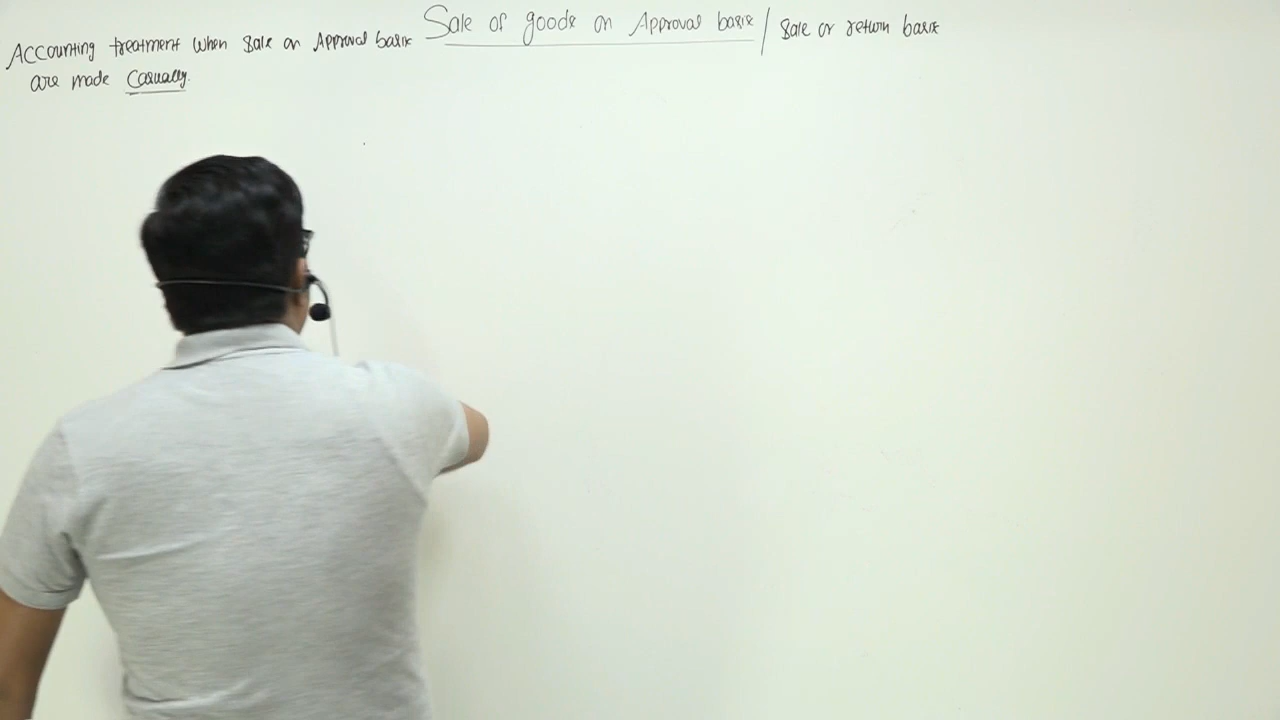 Sale of goods on Approval basis / Sale or return basis
Accounting treatment when Sale on Approval basis
are made Casually.